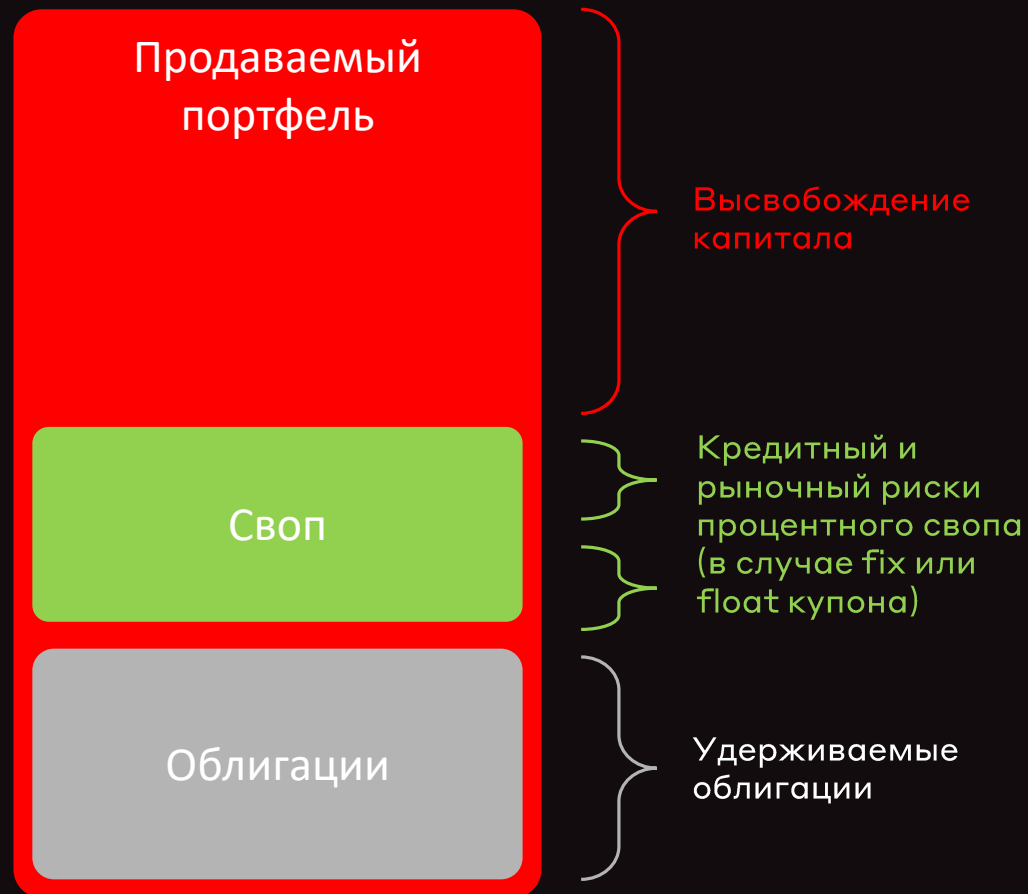 Продаваемый
портфель
Высвобождение
капитала
Своп
Кредитный и
рыночный риски
процентного свопа
(в случае fix или
float купона)
Облигации
Удерживаемые
облигации